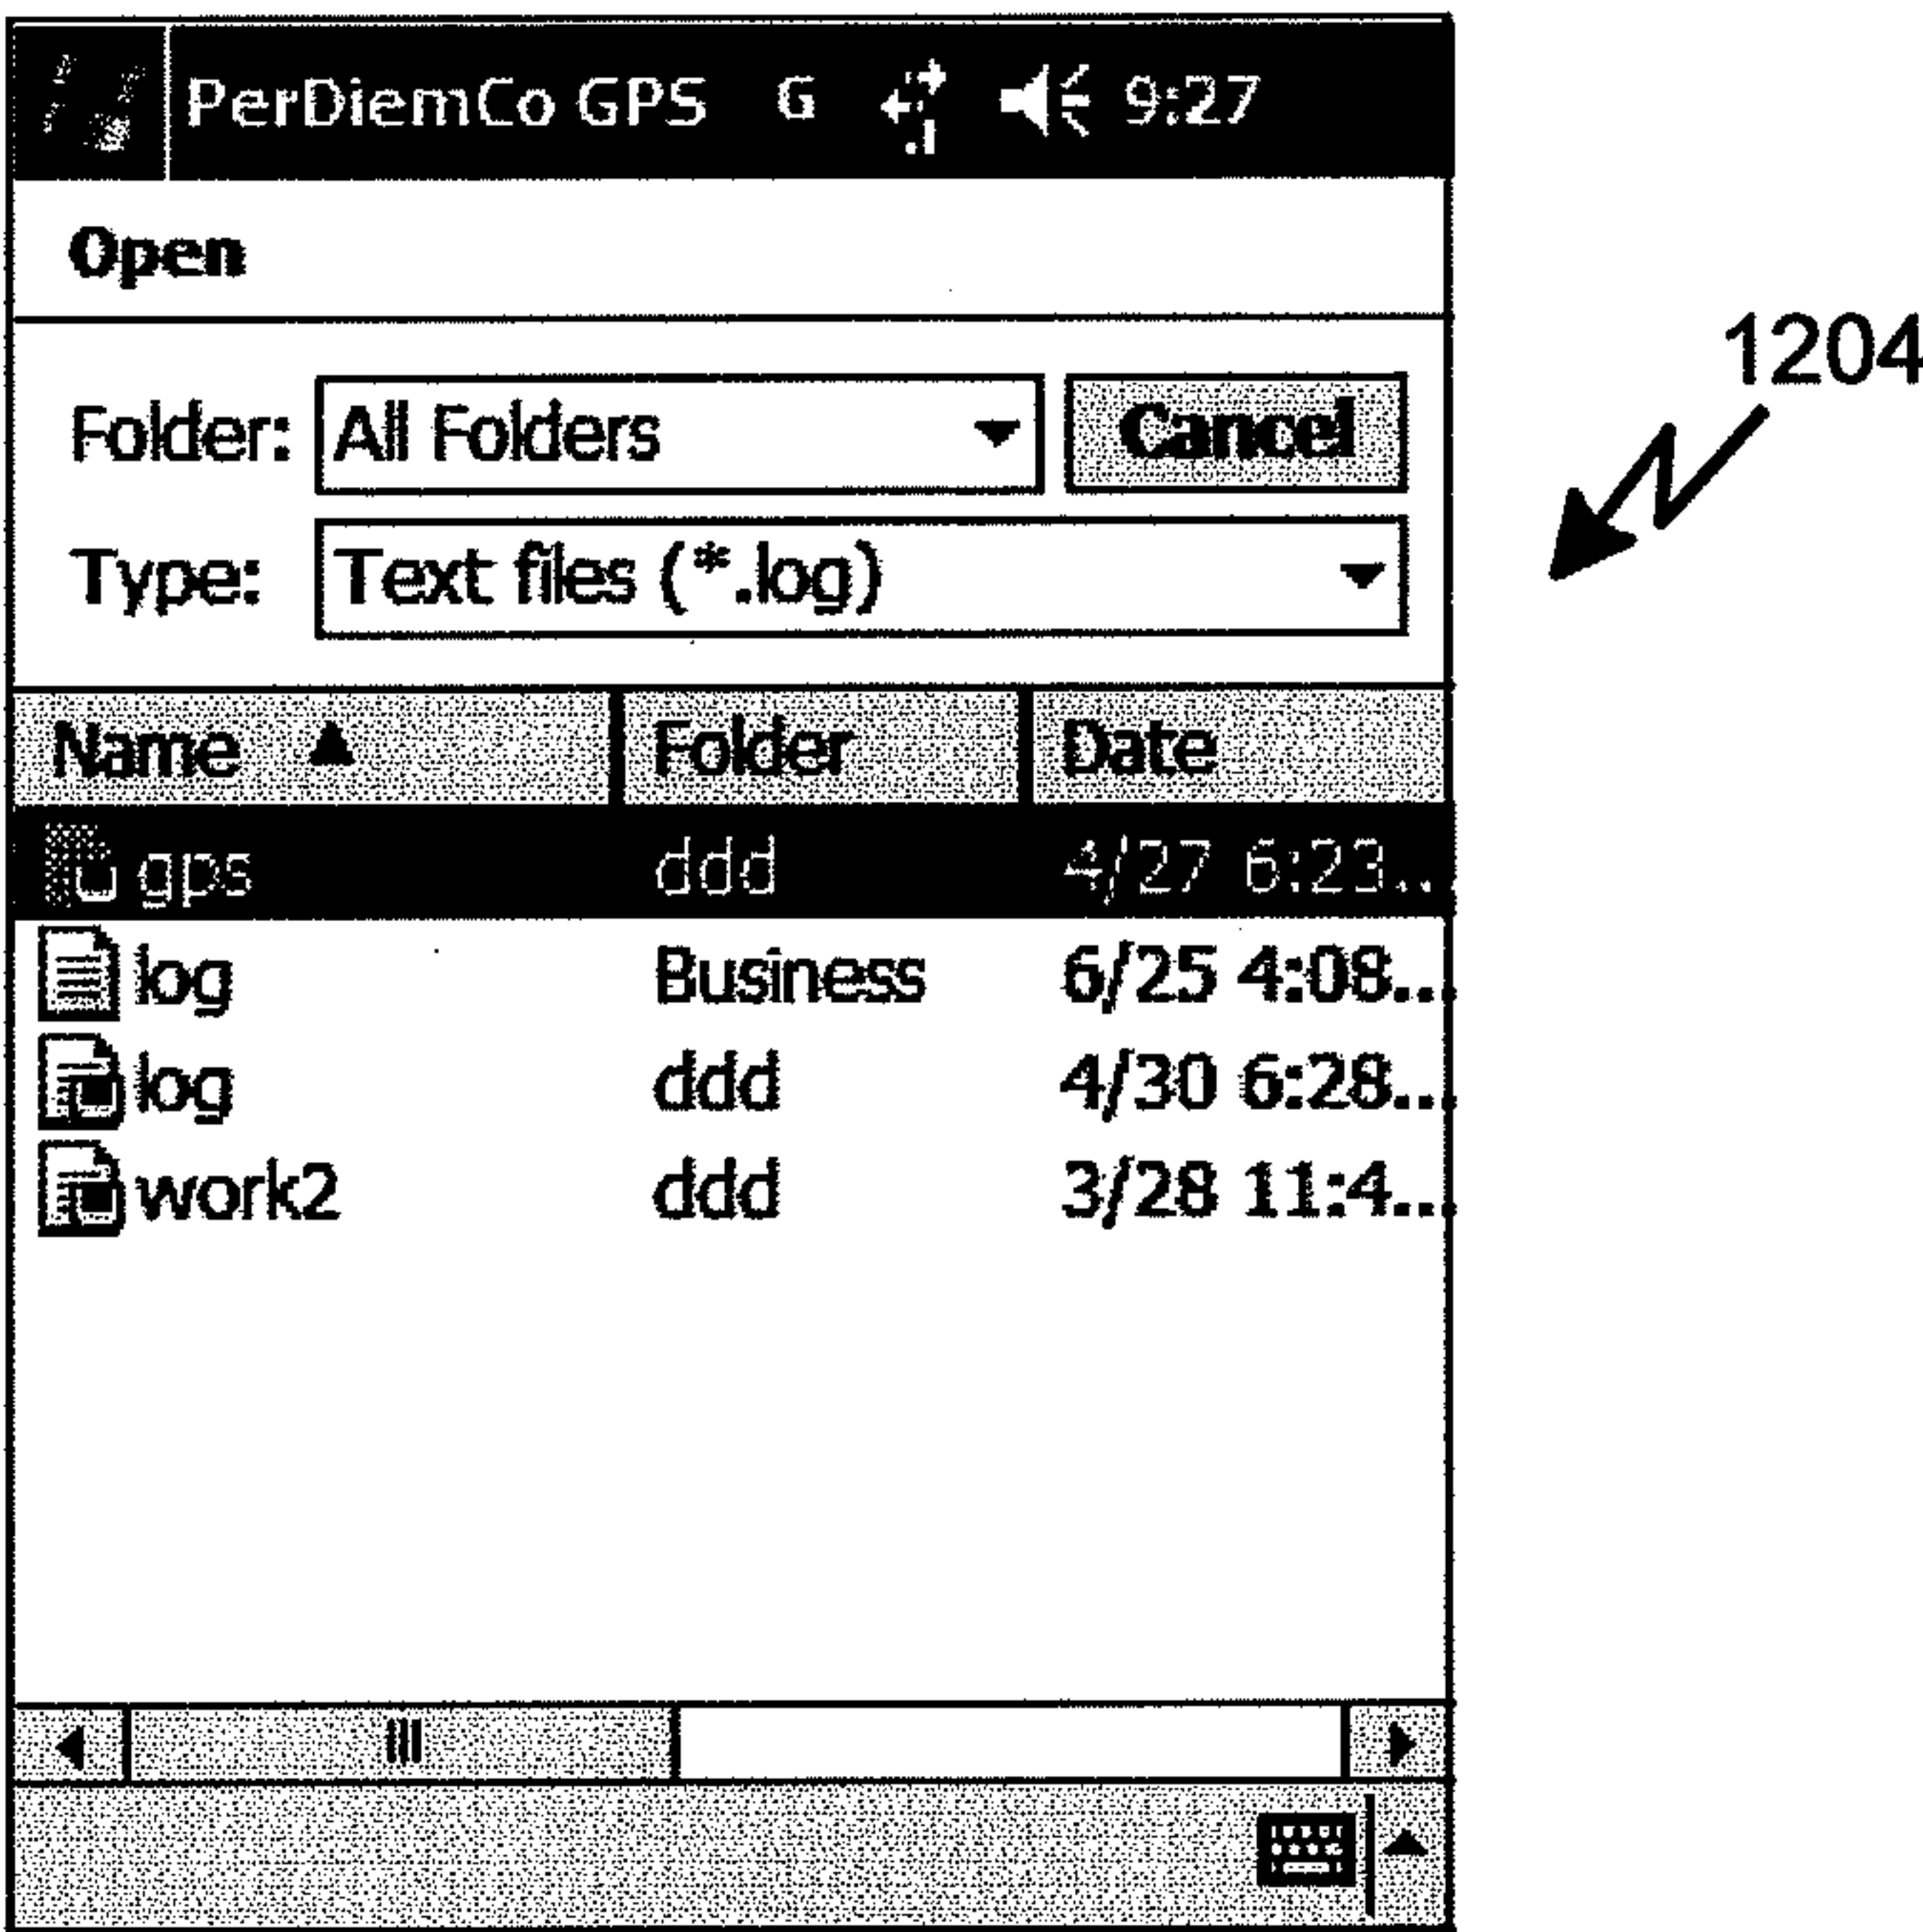 PerDiemCo GPS G 9:27
Open
1204
Folder: All Folders Cancel
Type: Text files (*.log)
Name Folder Date
gps ddd 4/27 6:23...
log Business 6/25 4:08...
log ddd 4/30 6:28...
work2 ddd 3/28 11:4...